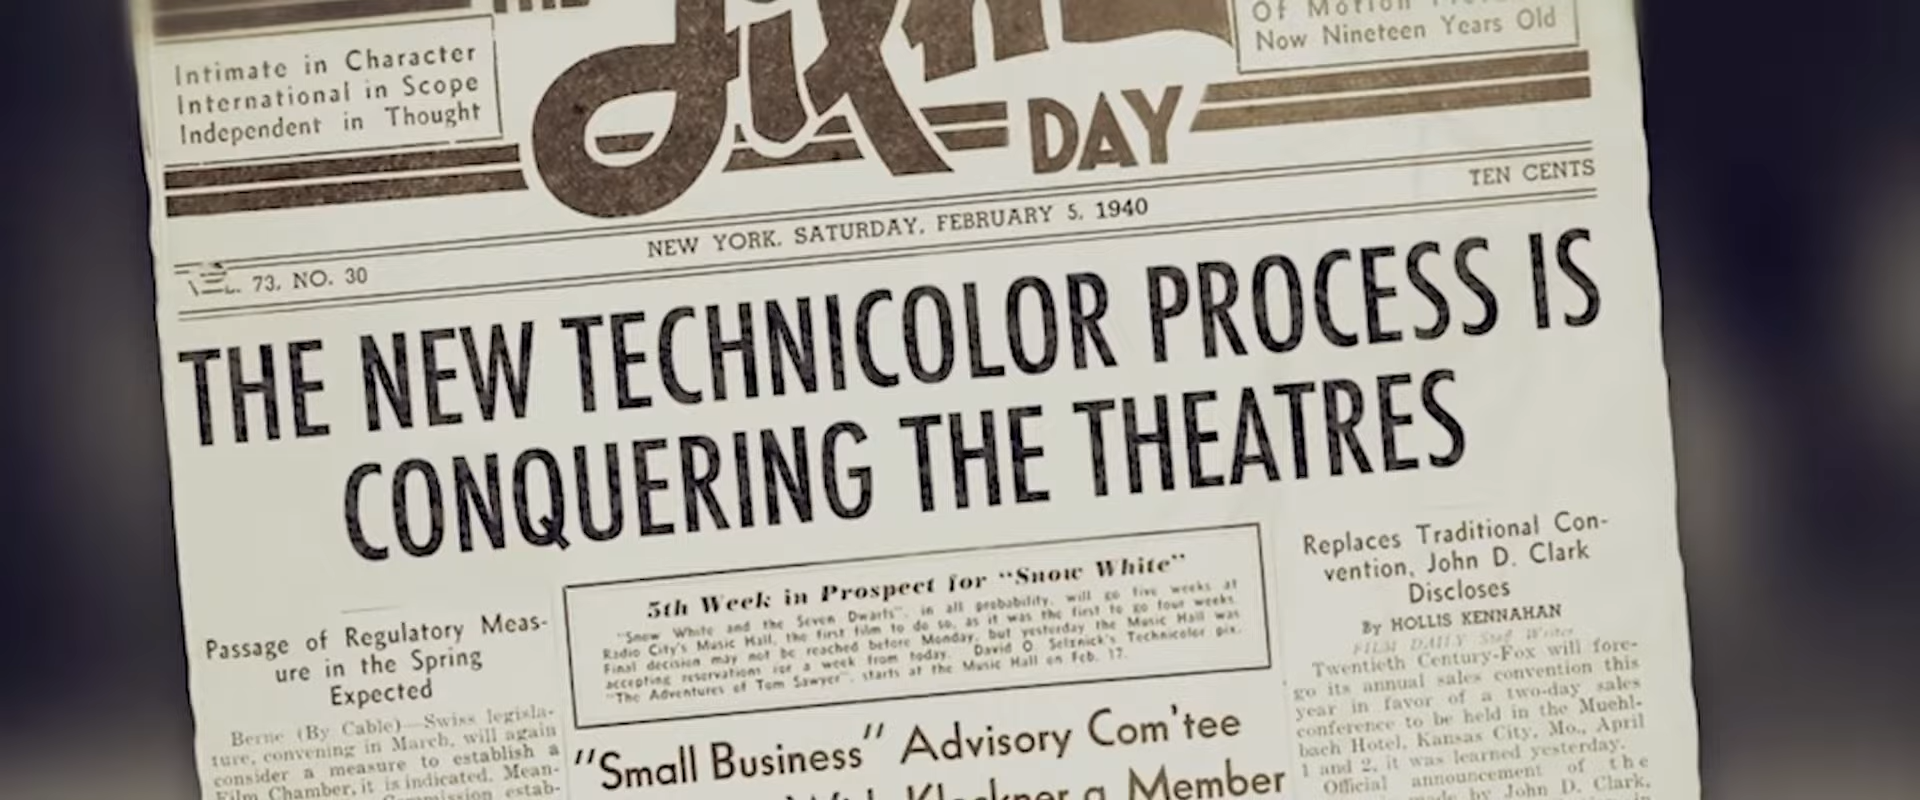 Intimate in Character
International in Scope
Independent in Thought
Now Nineteen Years Old
DAY
TEN CENTS
NEW YORK, SATURDAY, FEBRUARY 5, 1940
73, NO. 30
THE NEW TECHNICOLOR PROCESS IS
CONQUERING THE THEATRES
Passage of Regulatory Meas-
ure in the Spring
Expected
Berne (By Cable)—Swiss legisla-
ture, convening in March, will again
consider a measure to establish a
Film Chamber, it is indicated. Mean-
estab-
5th Week in Prospect for "Snow White"
"Snow White and the Seven Dwarfs", in all probability, will go five weeks at
Radio City's Music Hall, the first film to do so, as it was the first to go four weeks.
Final decision may not be reached before Monday, but yesterday the Music Hall was
accepting reservations for a week from today. David O. Selznick's Technicolor pix,
"The Adventures of Tom Sawyer", starts at the Music Hall on Feb. 17.
"Small Business" Advisory Com'tee
a Member
Replaces Traditional Con-
vention, John D. Clark
Discloses
By HOLLIS KENNAHAN
FILM DAILY Staff Writer
Twentieth Century-Fox will fore-
go its annual sales convention this
year in favor of a two-day sales
conference to be held in the Muehl-
bach Hotel, Kansas City, Mo., April
1 and 2, it was learned yesterday.
Official announcement of the
made by John D. Clark,